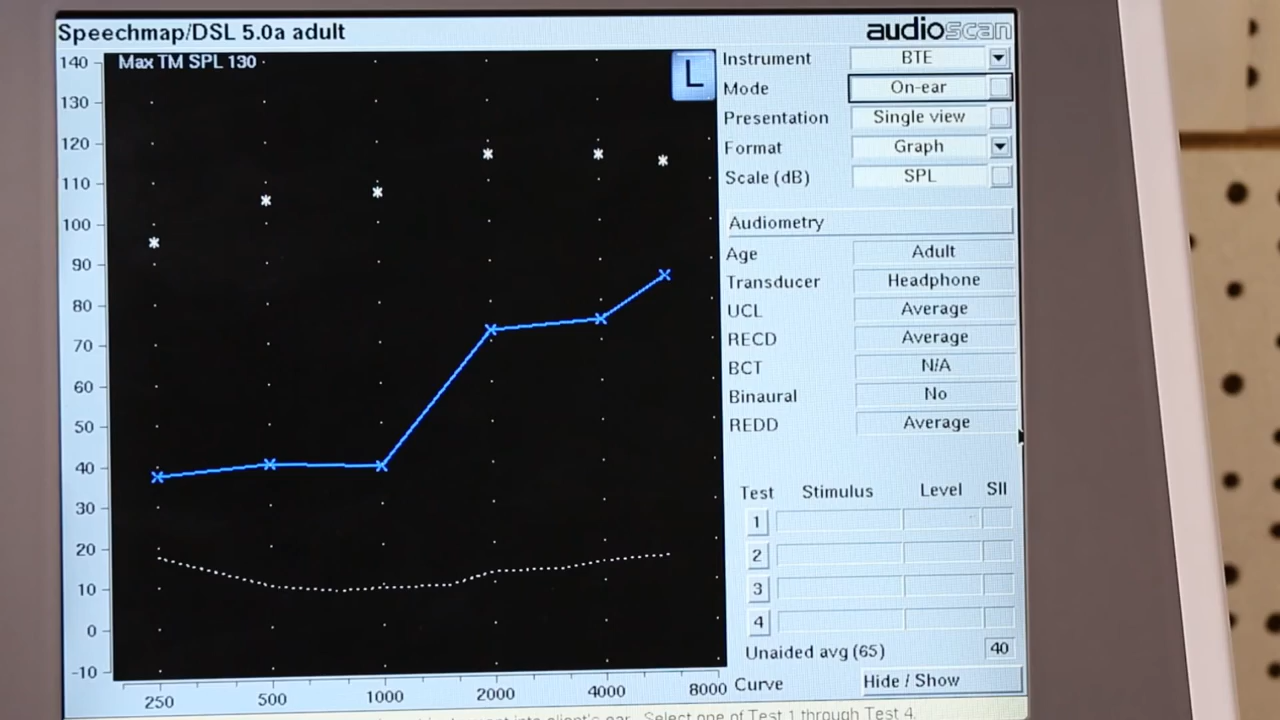 Speechmap/DSL 5.0a adult
audioscan
Max TM SPL 130
L
140
130
120
110
100
90
80
70
60
50
40
30
20
10
0
-10
250 500 1000 2000 4000 8000
Instrument BTE
Mode On-ear
Presentation Single view
Format Graph
Scale (dB) SPL
Audiometry
Age Adult
Transducer Headphone
UCL Average
RECD Average
BCT N/A
Binaural No
REDD Average
Test Stimulus Level SII
1
2
3
4
Unaided avg (65) 40
Curve Hide / Show
into client's ear. Select one of Test 1 through Test 4.